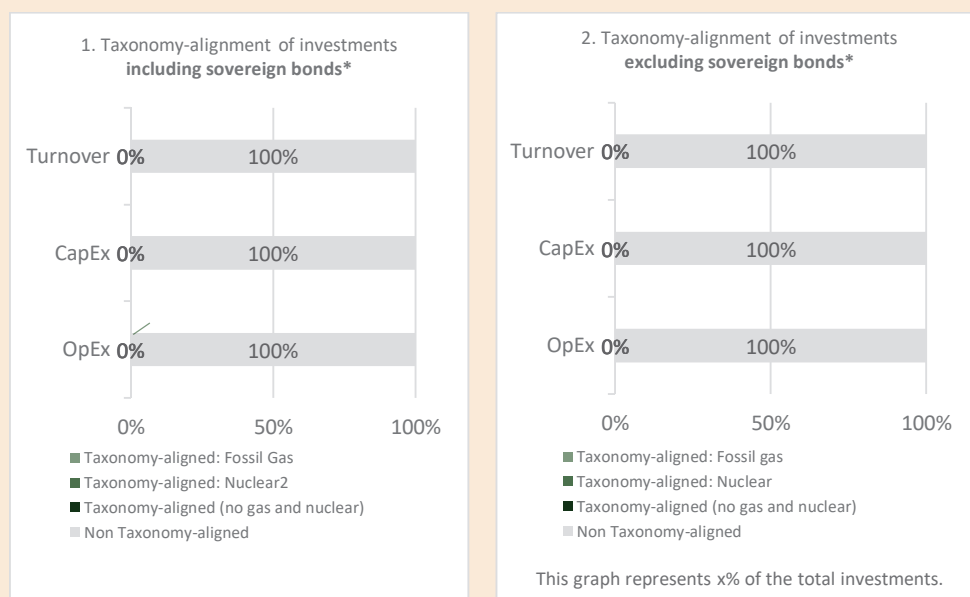 1. Taxonomy-alignment of investments
including sovereign bonds*
Turnover 0% 100%
CapEx 0% 100%
OpEx 0% 100%
0% 50% 100%
Taxonomy-aligned: Fossil Gas
Taxonomy-aligned: Nuclear2
Taxonomy-aligned (no gas and nuclear)
Non Taxonomy-aligned
2. Taxonomy-alignment of investments
excluding sovereign bonds*
Turnover 0% 100%
CapEx 0% 100%
OpEx 0% 100%
0% 50% 100%
Taxonomy-aligned: Fossil gas
Taxonomy-aligned: Nuclear
Taxonomy-aligned (no gas and nuclear)
Non Taxonomy-aligned
This graph represents x% of the total investments.